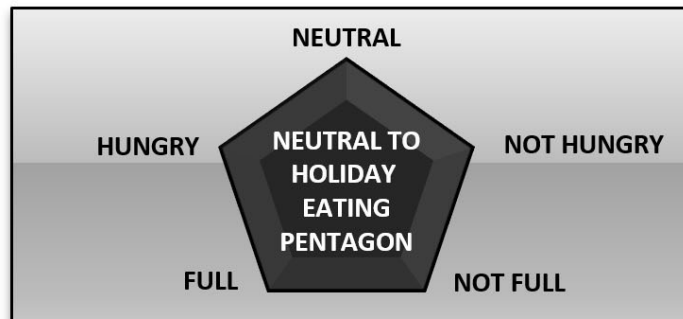 NEUTRAL
HUNGRY
NOT HUNGRY
NEUTRAL TO
HOLIDAY
EATING
PENTAGON
FULL
NOT FULL